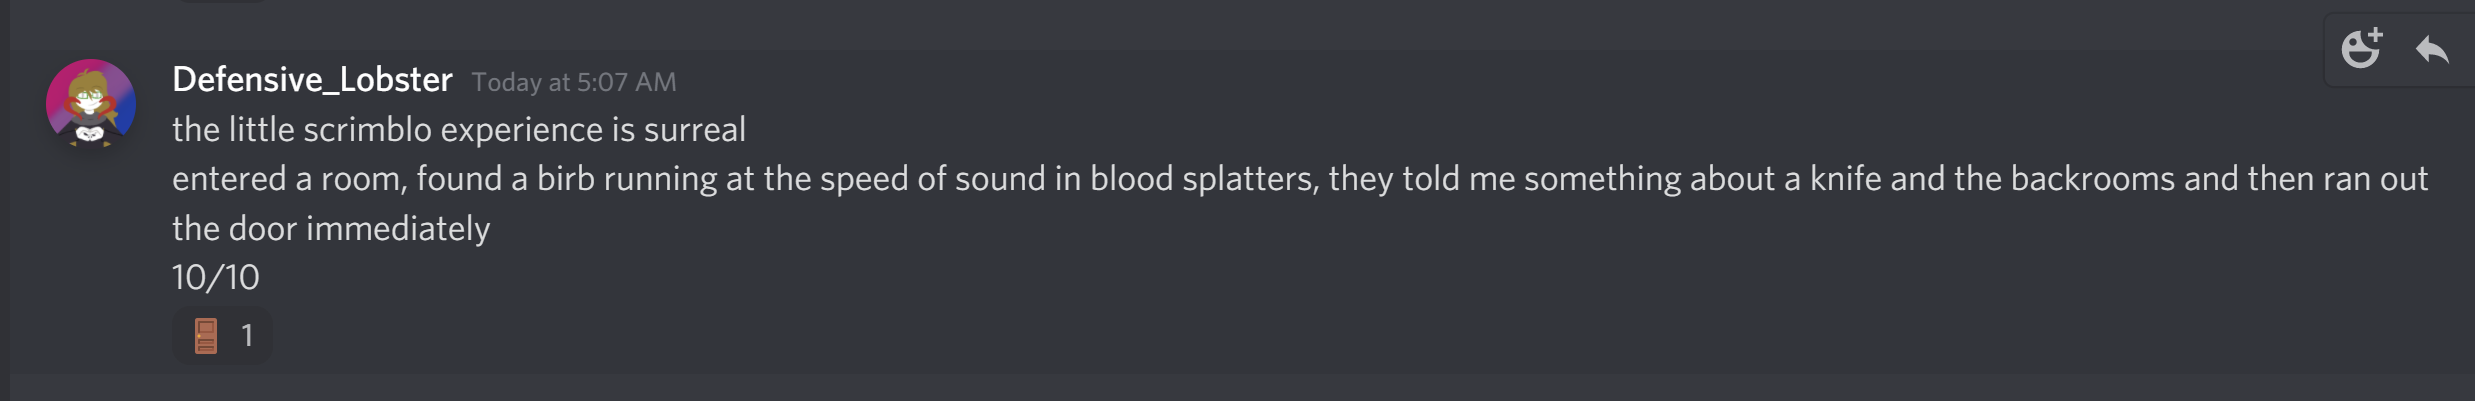 Defensive_Lobster Today at 5:07 AM
the little scrimblo experience is surreal
entered a room, found a birb running at the speed of sound in blood splatters, they told me something about a knife and the backrooms and then ran out
the door immediately
10/10
1